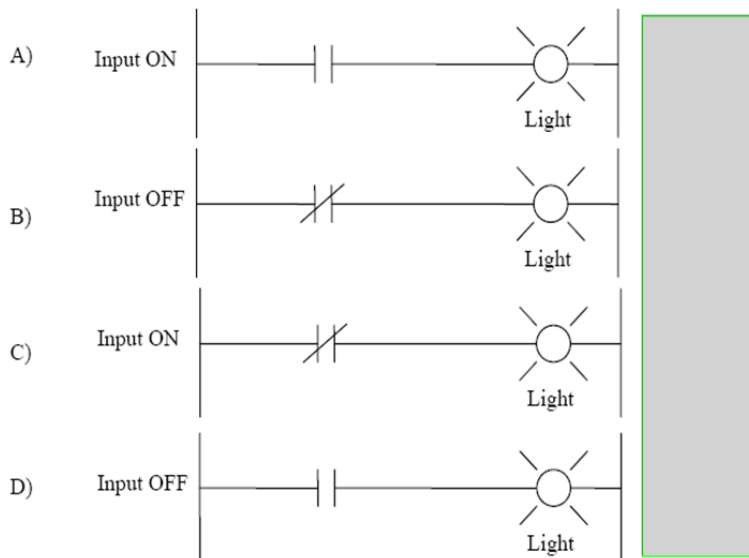 A) Input ON
Light
B) Input OFF
Light
C) Input ON
Light
D) Input OFF
Light